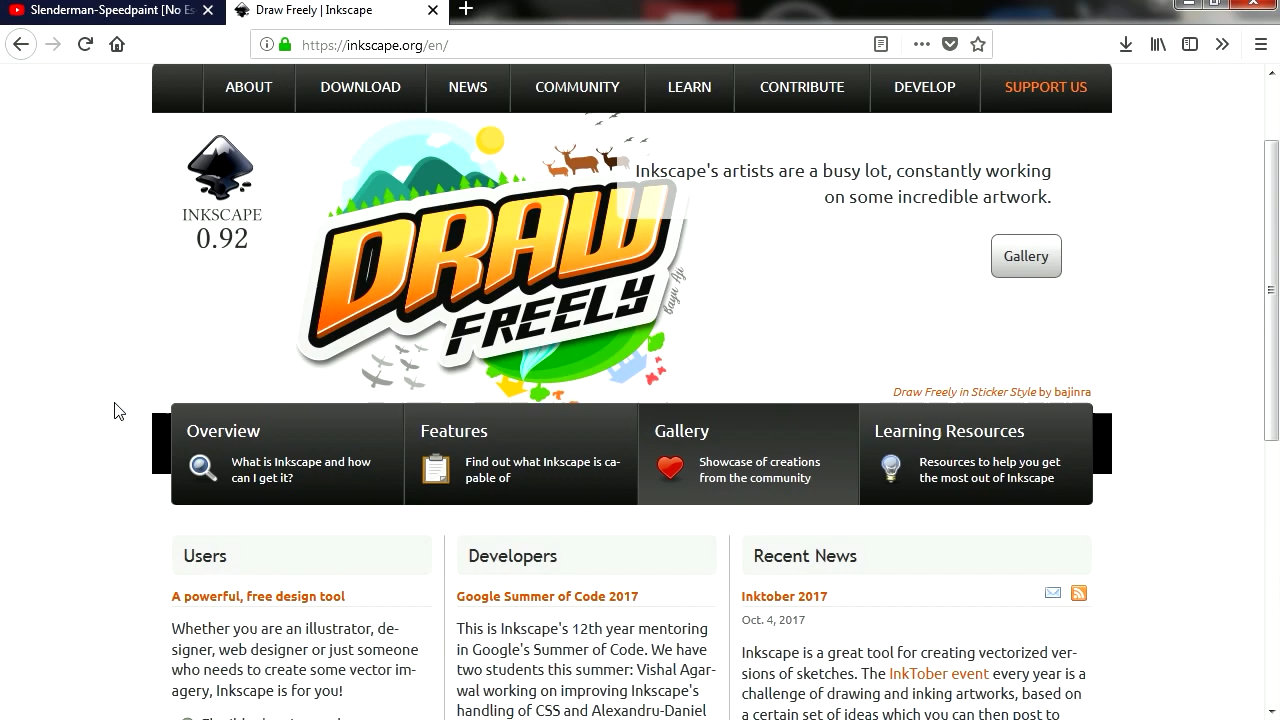 Slenderman-Speedpaint [No Es
Draw Freely | Inkscape
https://inkscape.org/en/
ABOUT
DOWNLOAD
NEWS
COMMUNITY
LEARN
CONTRIBUTE
DEVELOP
SUPPORT US
INKSCAPE
0.92
DRAW
FREELY
Bayu Aji
Inkscape's artists are a busy lot, constantly working
on some incredible artwork.
Gallery
Draw Freely in Sticker Style by bajinra
Overview
What is Inkscape and how
can I get it?
Features
Find out what Inkscape is ca-
pable of
Gallery
Showcase of creations
from the community
Learning Resources
Resources to help you get
the most out of Inkscape
Users
A powerful, free design tool
Whether you are an illustrator, de-
signer, web designer or just someone
who needs to create some vector im-
agery, Inkscape is for you!
Developers
Google Summer of Code 2017
This is Inkscape's 12th year mentoring
in Google's Summer of Code. We have
two students this summer: Vishal Agar-
wal working on improving Inkscape's
handling of CSS and Alexandru-Daniel
Recent News
Inktober 2017
Oct. 4, 2017
Inkscape is a great tool for creating vectorized ver-
sions of sketches. The InkTober event every year is a
challenge of drawing and inking artworks, based on
a certain set of ideas which you can then post to